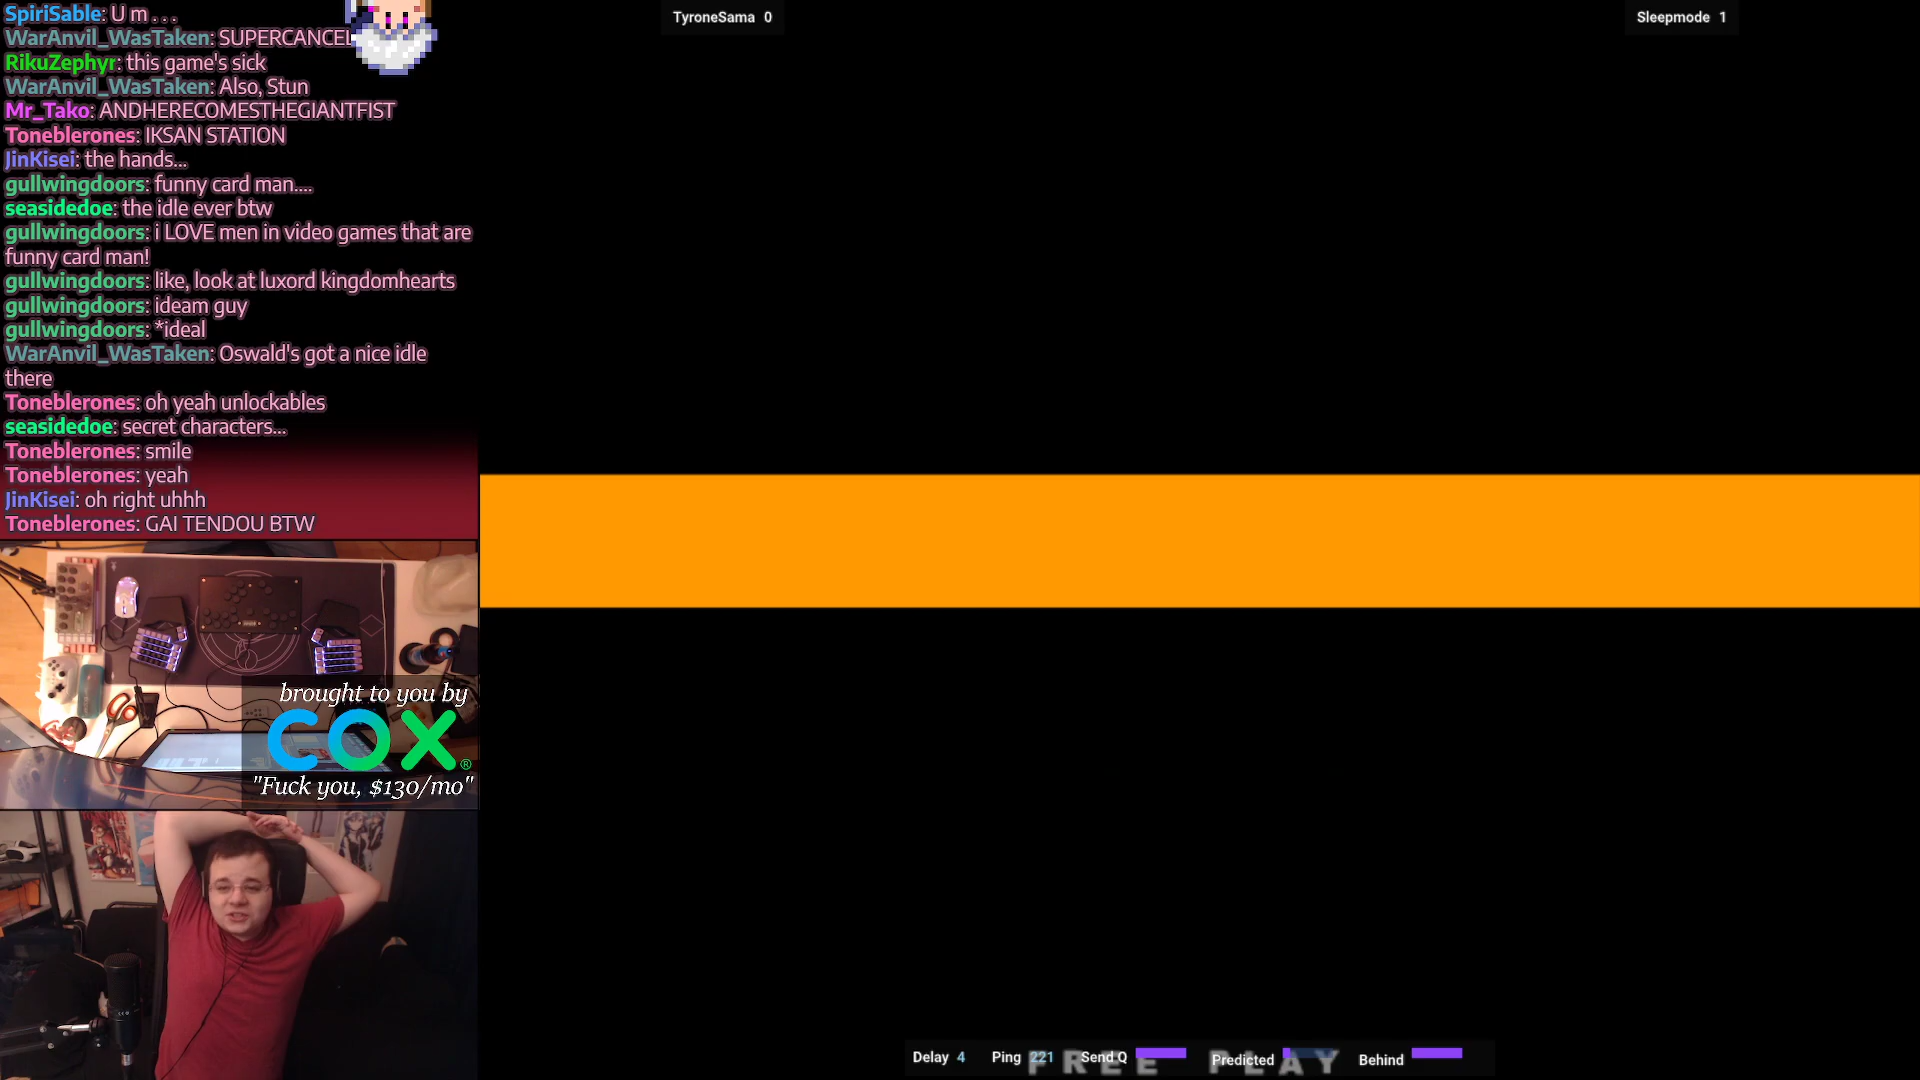 SpiriSable: U m . . .
WarAnvil_WasTaken: SUPERCANCEL
RikuZephyr: this game's sick
WarAnvil_WasTaken: Also, Stun
Mr_Tako: ANDHERECOMESTHEGIANTFIST
Toneblerones: IKSAN STATION
JinKisei: the hands...
gullwingdoors: funny card man....
seasidedoe: the idle ever btw
gullwingdoors: i LOVE men in video games that are
funny card man!
gullwingdoors: like, look at luxord kingdomhearts
gullwingdoors: ideam guy
gullwingdoors: *ideal
WarAnvil_WasTaken: Oswald's got a nice idle
there
Toneblerones: oh yeah unlockables
seasidedoe: secret characters...
Toneblerones: smile
Toneblerones: yeah
JinKisei: oh right uhhh
Toneblerones: GAI TENDOU BTW
brought to you by
COX®
"Fuck you, $130/mo"
TyroneSama 0
Sleepmode 1
Delay 4 Ping 221 Send Q Predicted Behind
FREE PLAY